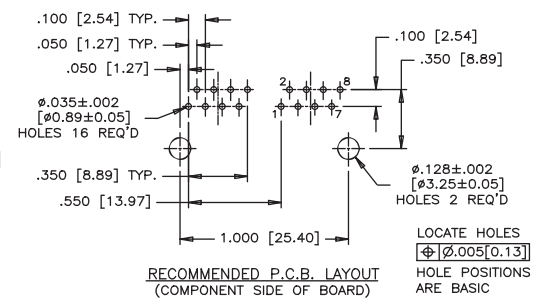 .100 [2.54] TYP.
.050 [1.27] TYP.
.050 [1.27]
.100 [2.54]
.350 [8.89]
2 8
1 7
ø.035±.002
[ø0.89±0.05]
HOLES 16 REQ'D
.350 [8.89] TYP.
.550 [13.97]
ø.128±.002
[ø3.25±0.05]
HOLES 2 REQ'D
1.000 [25.40]
LOCATE HOLES
⌖ Ø.005[0.13]
HOLE POSITIONS
ARE BASIC
RECOMMENDED P.C.B. LAYOUT
(COMPONENT SIDE OF BOARD)